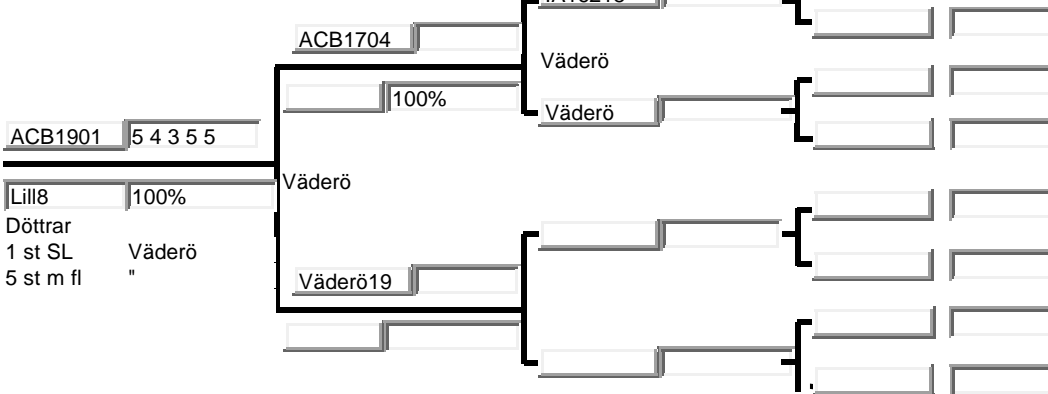 ACB1704
Väderö
100%
Väderö
ACB1901 5 4 3 5 5
Väderö
Lill8 100%
Döttrar
1 st SL Väderö
5 st m fl "
Väderö19